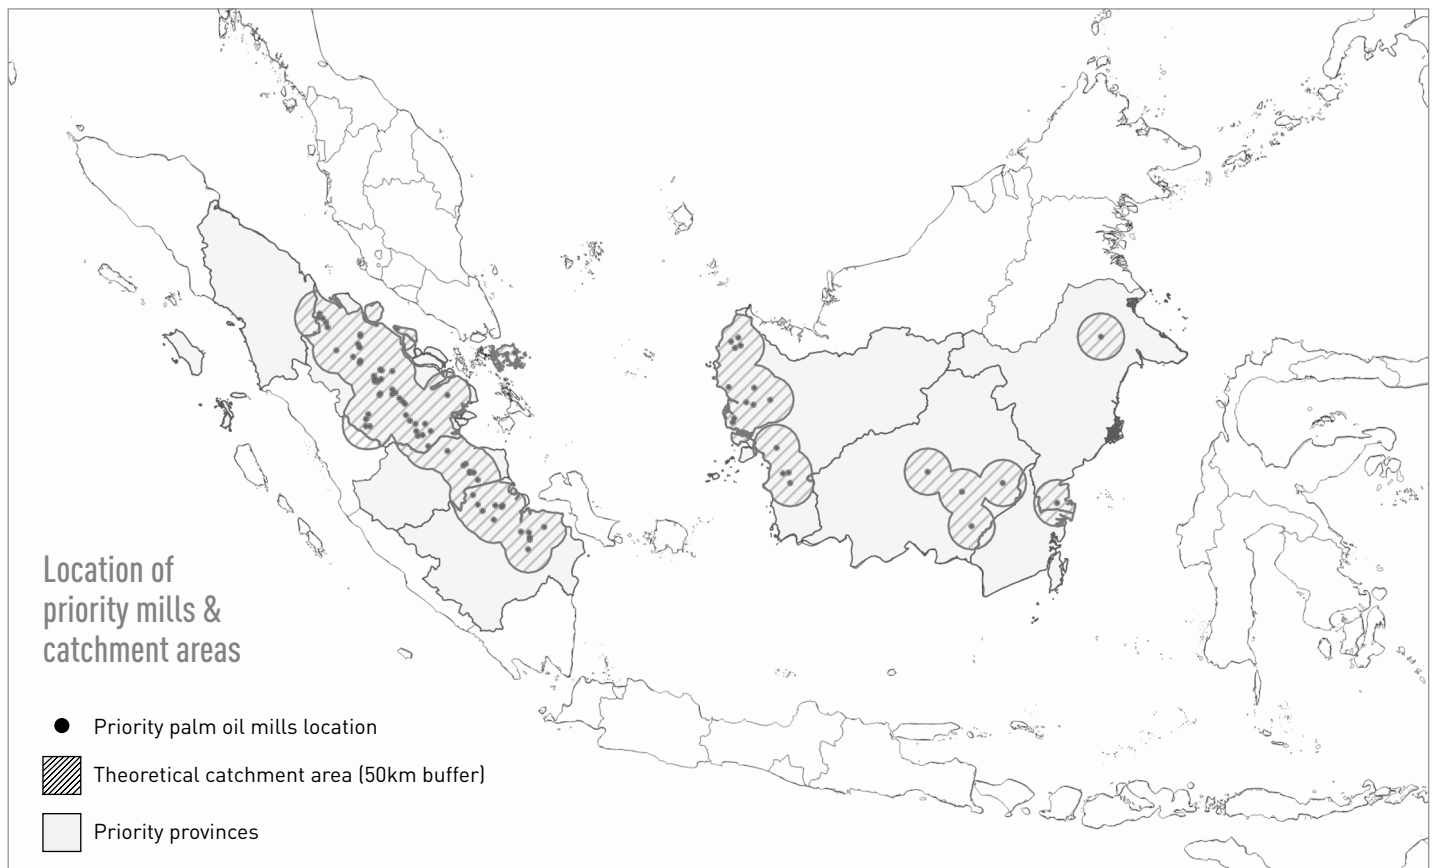 Location of
priority mills &
catchment areas
Priority palm oil mills location
Theoretical catchment area (50km buffer)
Priority provinces